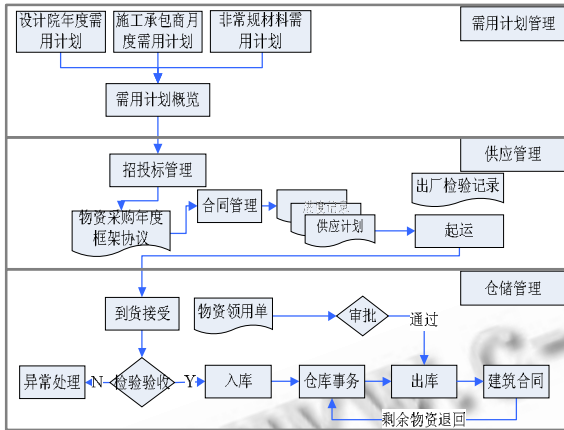 设计院年度需
用计划
施工承包商月
度需用计划
非常规材料需
用计划
需用计划管理
需用计划概览
供应管理
招投标管理
出厂检验记录
物资采购年度
框架协议
合同管理
进度信息
供应计划
起运
仓储管理
到货接受
物资领用单
审批
通过
异常处理
N
检验验收
Y
入库
仓库事务
出库
建筑合同
剩余物资退回